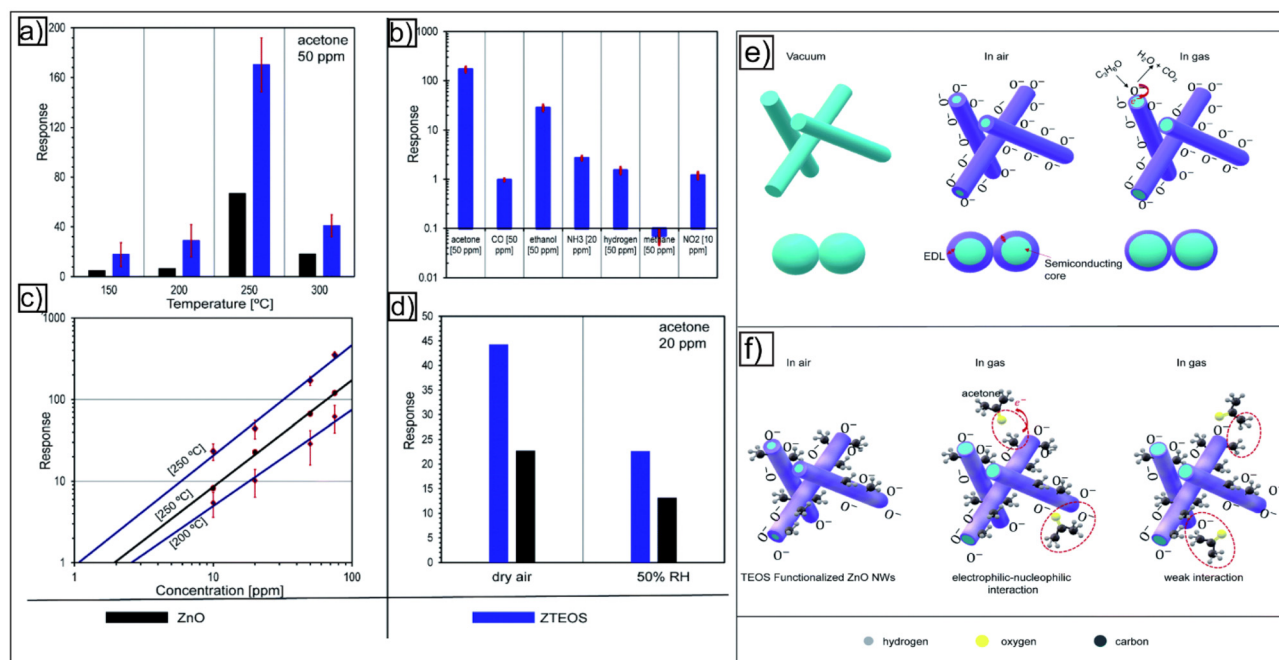 a)
acetone
50 ppm
Response
200
160
120
80
40
0
150
200
250
300
Temperature [ºC]
b)
Response
1000
100
10
1
0.1
0.01
acetone
[50 ppm]
CO [50
ppm]
ethanol
[50 ppm]
NH3 [20
ppm]
hydrogen
[50 ppm]
methane
[50 ppm]
NO2 [10
ppm]
c)
Response
1000
100
10
1
[250 ºC]
[250 ºC]
[200 ºC]
1
10
100
Concentration [ppm]
d)
acetone
20 ppm
Response
50
45
40
35
30
25
20
15
10
5
0
dry air
50% RH
ZnO
ZTEOS
e)
Vacuum
In air
In gas
C₃H₆O
H₂O + CO₂
O⁻ O⁻ O⁻ O⁻ O⁻ O⁻
EDL
Semiconducting
core
f)
In air
In gas
In gas
acetone
e⁻
O⁻ O⁻ O⁻ O⁻ O⁻ O⁻
TEOS Functionalized ZnO NWs
electrophilic-nucleophilic
interaction
weak interaction
hydrogen
oxygen
carbon